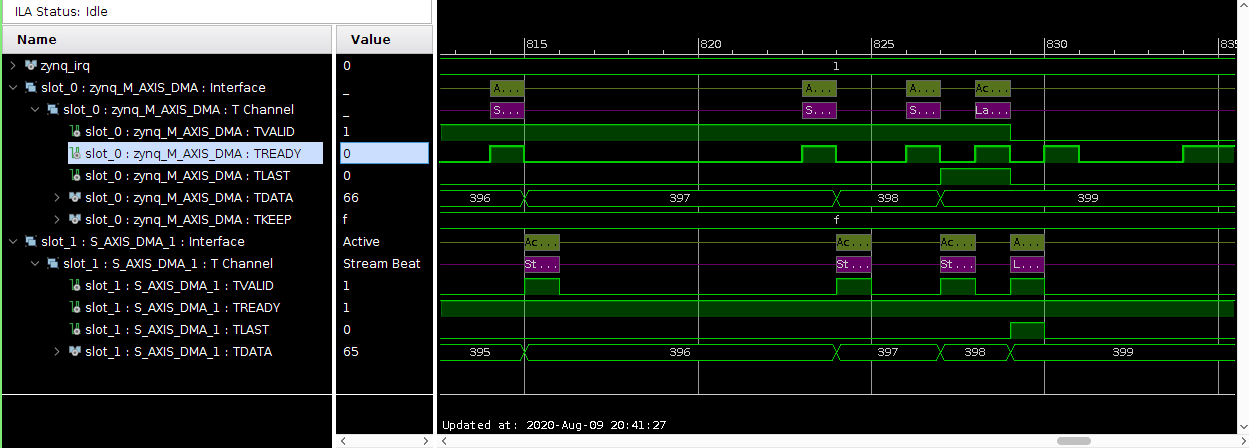 ILA Status: Idle
Name Value 815 820 825 830 835
zynq_irq 0 1
slot_0 : zynq_M_AXIS_DMA : Interface _ A... A... A... Ac...
slot_0 : zynq_M_AXIS_DMA : T Channel _ S... S... S... La...
slot_0 : zynq_M_AXIS_DMA : TVALID 1
slot_0 : zynq_M_AXIS_DMA : TREADY 0
slot_0 : zynq_M_AXIS_DMA : TLAST 0
slot_0 : zynq_M_AXIS_DMA : TDATA 66 396 397 398 399
slot_0 : zynq_M_AXIS_DMA : TKEEP f f
slot_1 : S_AXIS_DMA_1 : Interface Active Ac... Ac... Ac... A...
slot_1 : S_AXIS_DMA_1 : T Channel Stream Beat St... St... St... L...
slot_1 : S_AXIS_DMA_1 : TVALID 1
slot_1 : S_AXIS_DMA_1 : TREADY 1
slot_1 : S_AXIS_DMA_1 : TLAST 0
slot_1 : S_AXIS_DMA_1 : TDATA 65 395 396 397 398 399
Updated at: 2020-Aug-09 20:41:27